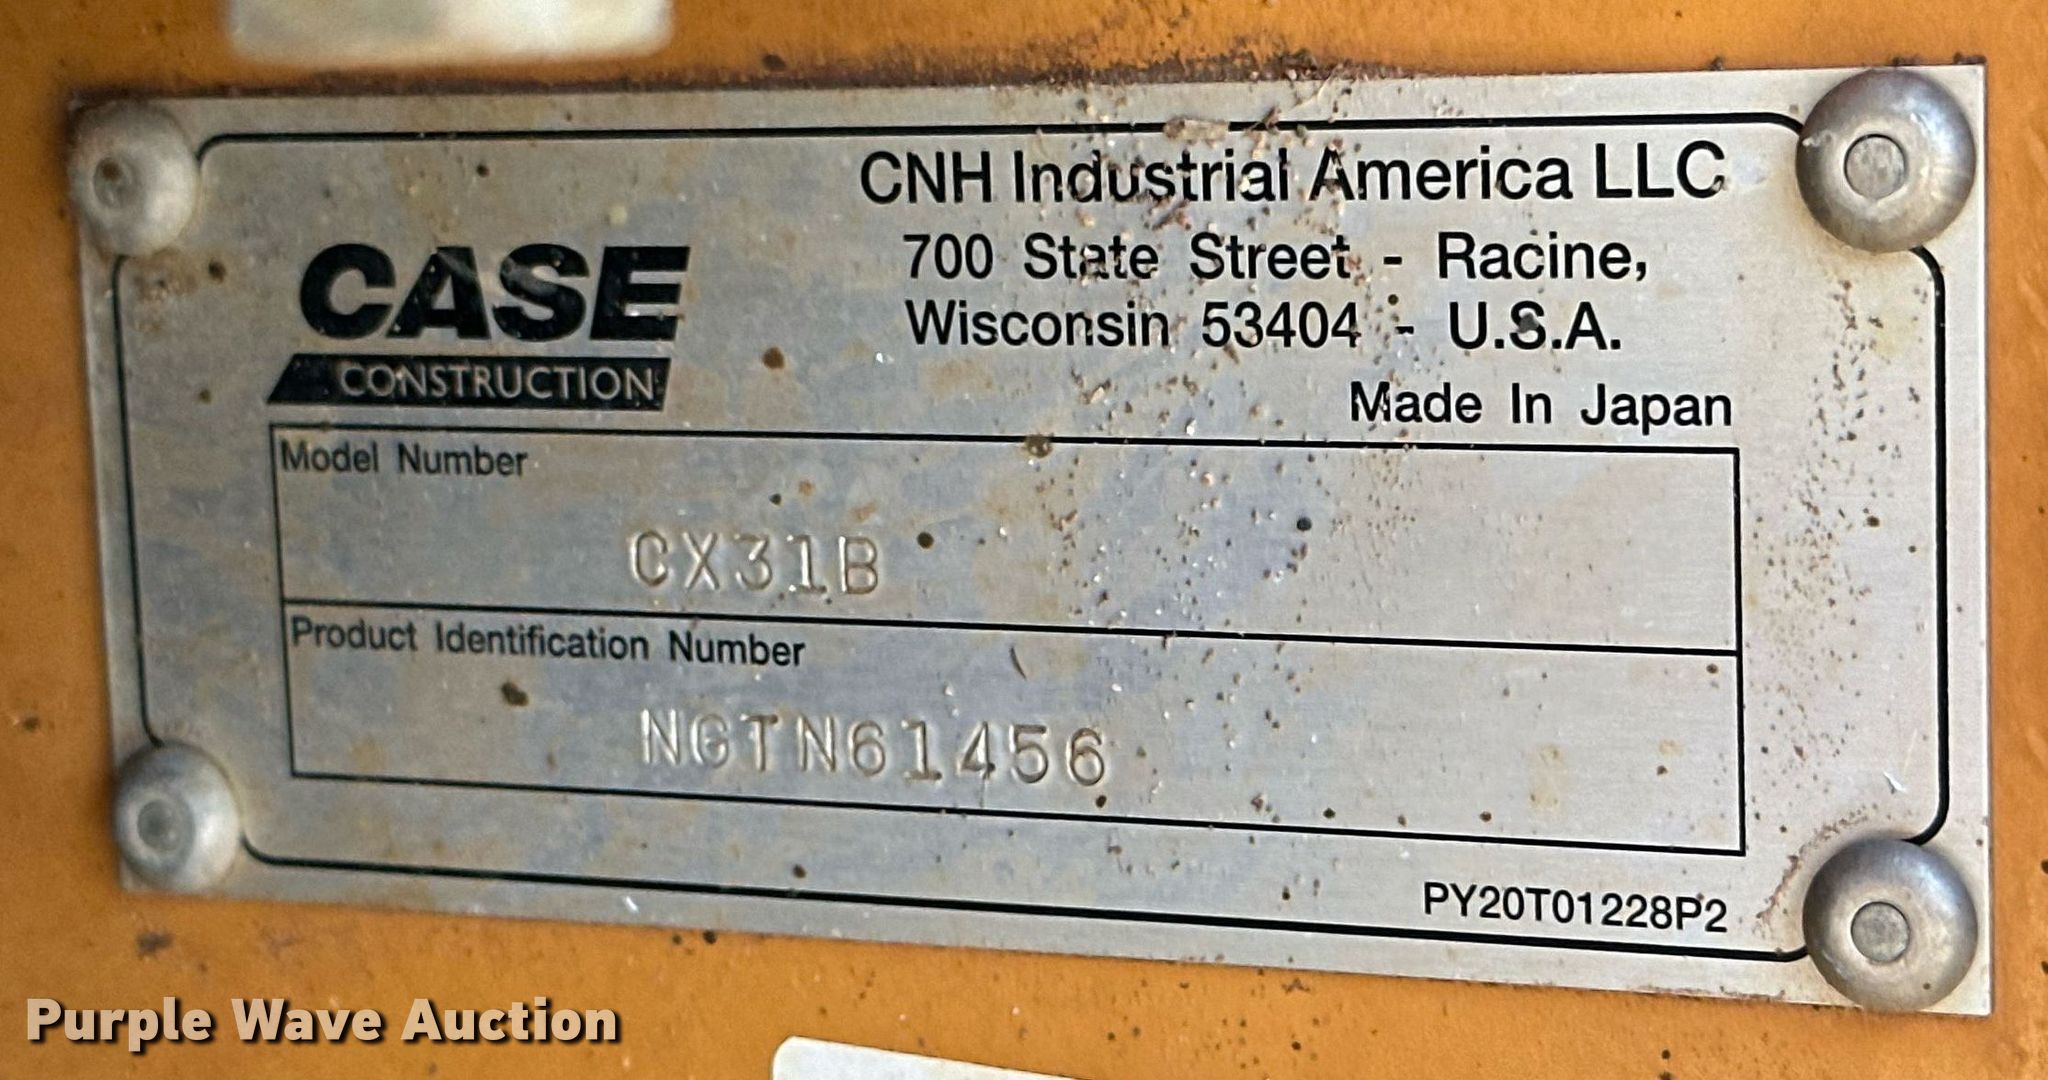 CNH Industrial America LLC
700 State Street - Racine,
Wisconsin 53404 - U.S.A.
Made In Japan
CASE
CONSTRUCTION
Model Number
CX31B
Product Identification Number
NGTN61456
PY20T01228P2
Purple Wave Auction